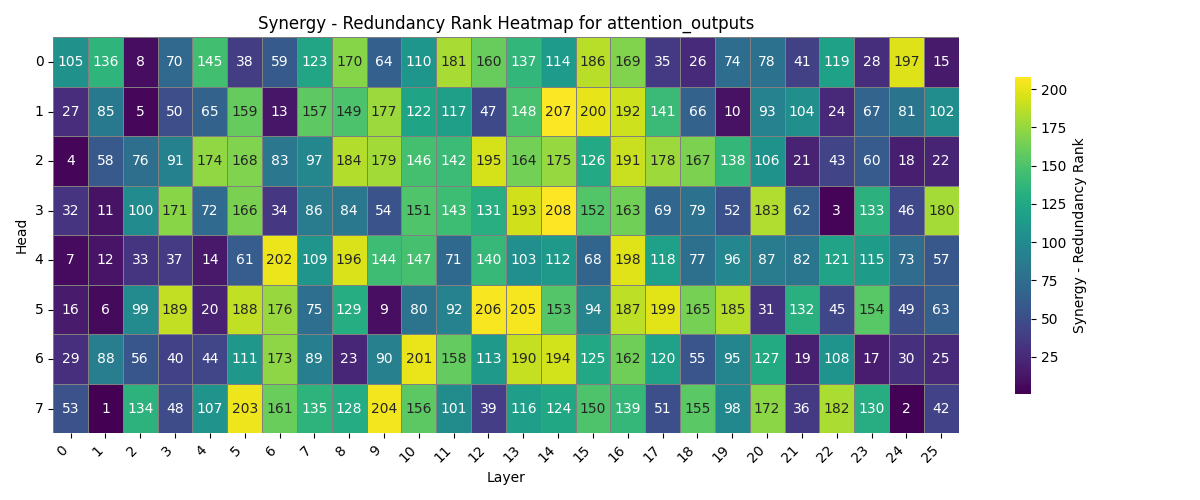 Synergy - Redundancy Rank Heatmap for attention_outputs
0 105 136 8 70 145 38 59 123 170 64 110 181 160 137 114 186 169 35 26 74 78 41 119 28 197 15
1 27 85 5 50 65 159 13 157 149 177 122 117 47 148 207 200 192 141 66 10 93 104 24 67 81 102
2 4 58 76 91 174 168 83 97 184 179 146 142 195 164 175 126 191 178 167 138 106 21 43 60 18 22
3 32 11 100 171 72 166 34 86 84 54 151 143 131 193 208 152 163 69 79 52 183 62 3 133 46 180
4 7 12 33 37 14 61 202 109 196 144 147 71 140 103 112 68 198 118 77 96 87 82 121 115 73 57
5 16 6 99 189 20 188 176 75 129 9 80 92 206 205 153 94 187 199 165 185 31 132 45 154 49 63
6 29 88 56 40 44 111 173 89 23 90 201 158 113 190 194 125 162 120 55 95 127 19 108 17 30 25
7 53 1 134 48 107 203 161 135 128 204 156 101 39 116 124 150 139 51 155 98 172 36 182 130 2 42
0 1 2 3 4 5 6 7 8 9 10 11 12 13 14 15 16 17 18 19 20 21 22 23 24 25
Layer
Head
200
175
150
125
100
75
50
25
Synergy - Redundancy Rank